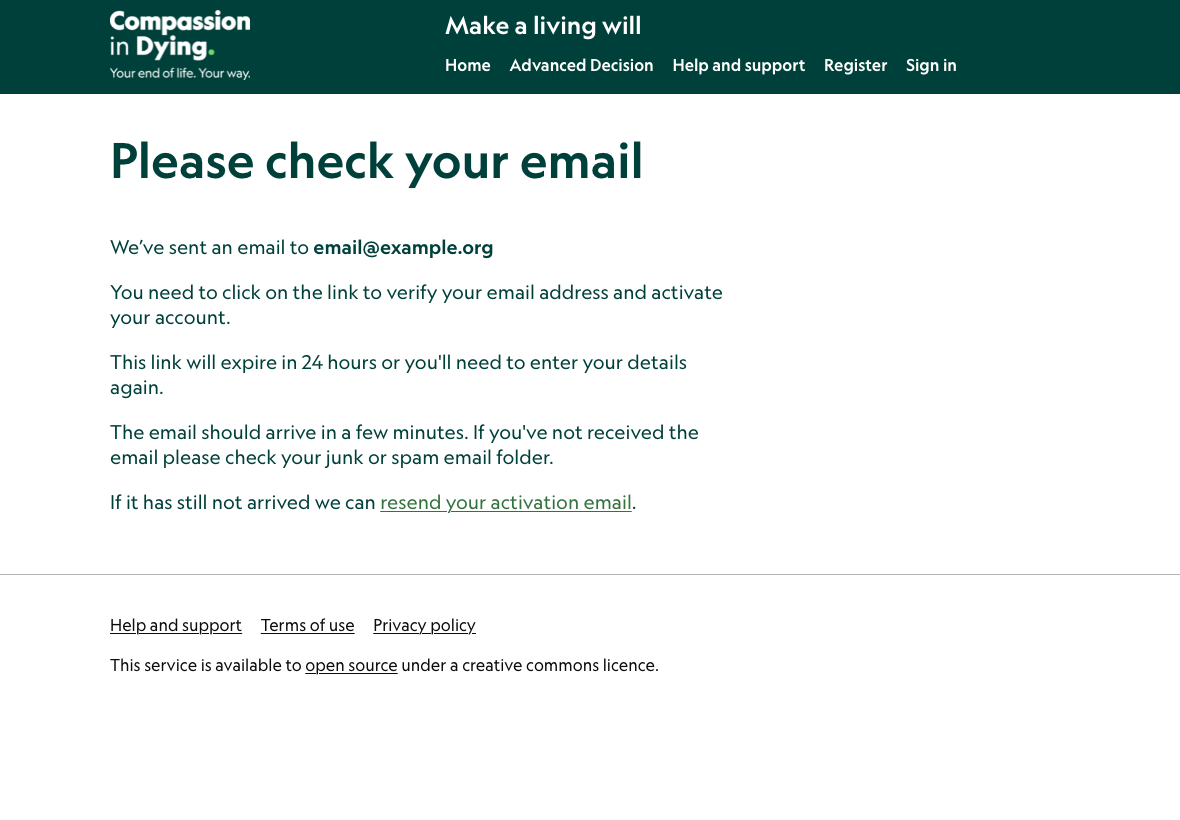 Compassion
in Dying.
Your end of life. Your way.
Make a living will
Home Advanced Decision Help and support Register Sign in
Please check your email
We’ve sent an email to email@example.org
You need to click on the link to verify your email address and activate
your account.
This link will expire in 24 hours or you'll need to enter your details
again.
The email should arrive in a few minutes. If you've not received the
email please check your junk or spam email folder.
If it has still not arrived we can resend your activation email.
Help and support Terms of use Privacy policy
This service is available to open source under a creative commons licence.